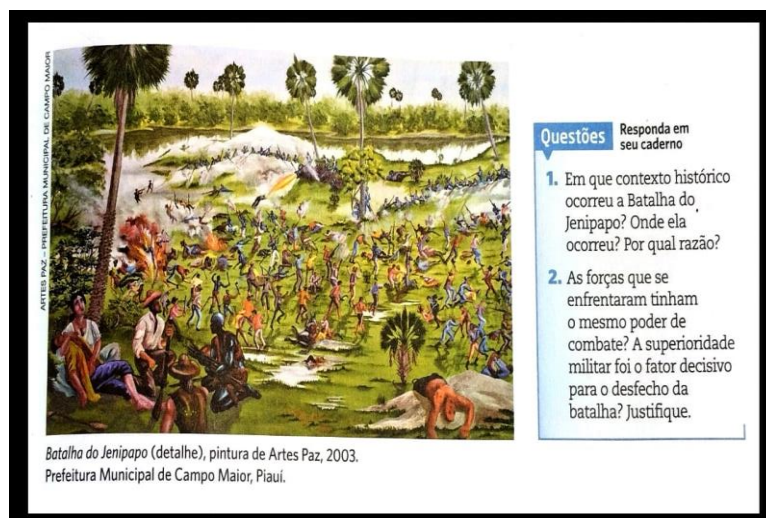 ARTES PAZ – PREFEITURA MUNICIPAL DE CAMPO MAIOR
Batalha do Jenipapo (detalhe), pintura de Artes Paz, 2003.
Prefeitura Municipal de Campo Maior, Piauí.
Questões
Responda em
seu caderno
1. Em que contexto histórico
ocorreu a Batalha do
Jenipapo? Onde ela
ocorreu? Por qual razão?
2. As forças que se
enfrentaram tinham
o mesmo poder de
combate? A superioridade
militar foi o fator decisivo
para o desfecho da
batalha? Justifique.